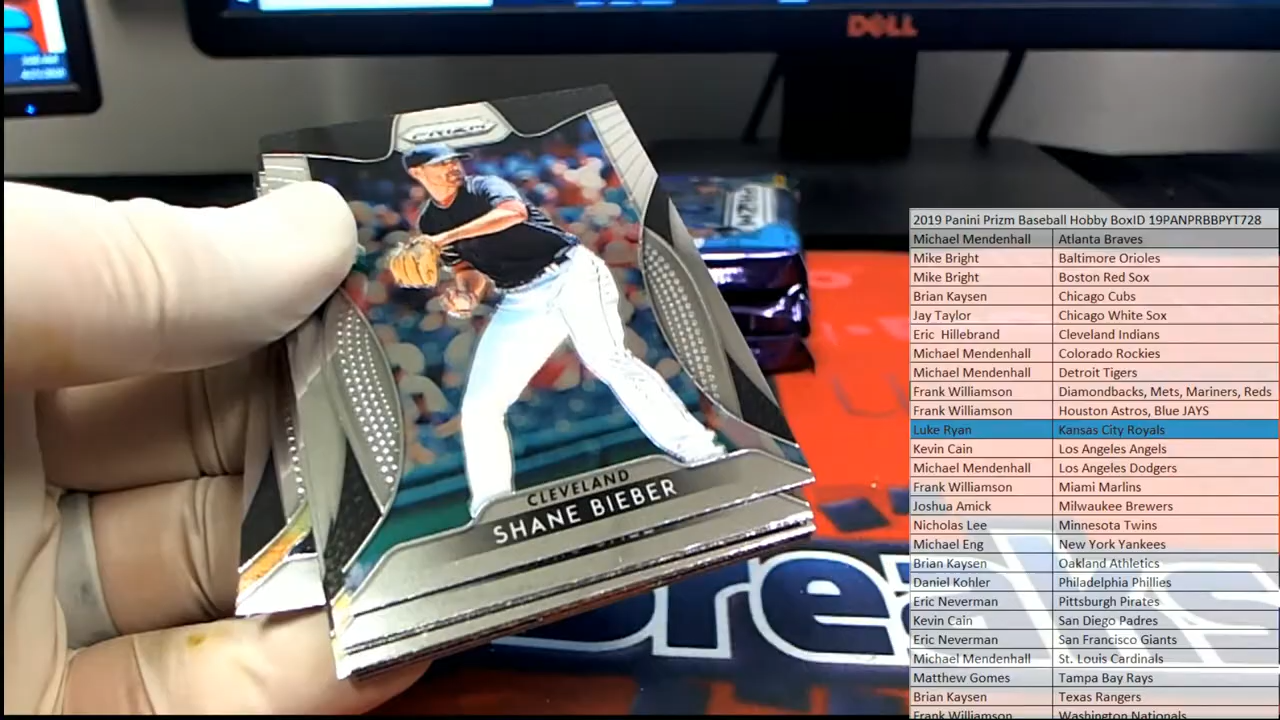 DELL
PRIZM
PRIZM
CLEVELAND
SHANE BIEBER
Breaks
2019 Panini Prizm Baseball Hobby BoxID 19PANPRBBPYT728
Michael Mendenhall Atlanta Braves
Mike Bright Baltimore Orioles
Mike Bright Boston Red Sox
Brian Kaysen Chicago Cubs
Jay Taylor Chicago White Sox
Eric Hillebrand Cleveland Indians
Michael Mendenhall Colorado Rockies
Michael Mendenhall Detroit Tigers
Frank Williamson Diamondbacks, Mets, Mariners, Reds
Frank Williamson Houston Astros, Blue JAYS
Luke Ryan Kansas City Royals
Kevin Cain Los Angeles Angels
Michael Mendenhall Los Angeles Dodgers
Frank Williamson Miami Marlins
Joshua Amick Milwaukee Brewers
Nicholas Lee Minnesota Twins
Michael Eng New York Yankees
Brian Kaysen Oakland Athletics
Daniel Kohler Philadelphia Phillies
Eric Neverman Pittsburgh Pirates
Kevin Cain San Diego Padres
Eric Neverman San Francisco Giants
Michael Mendenhall St. Louis Cardinals
Matthew Gomes Tampa Bay Rays
Brian Kaysen Texas Rangers
Frank Williamson Washington Nationals